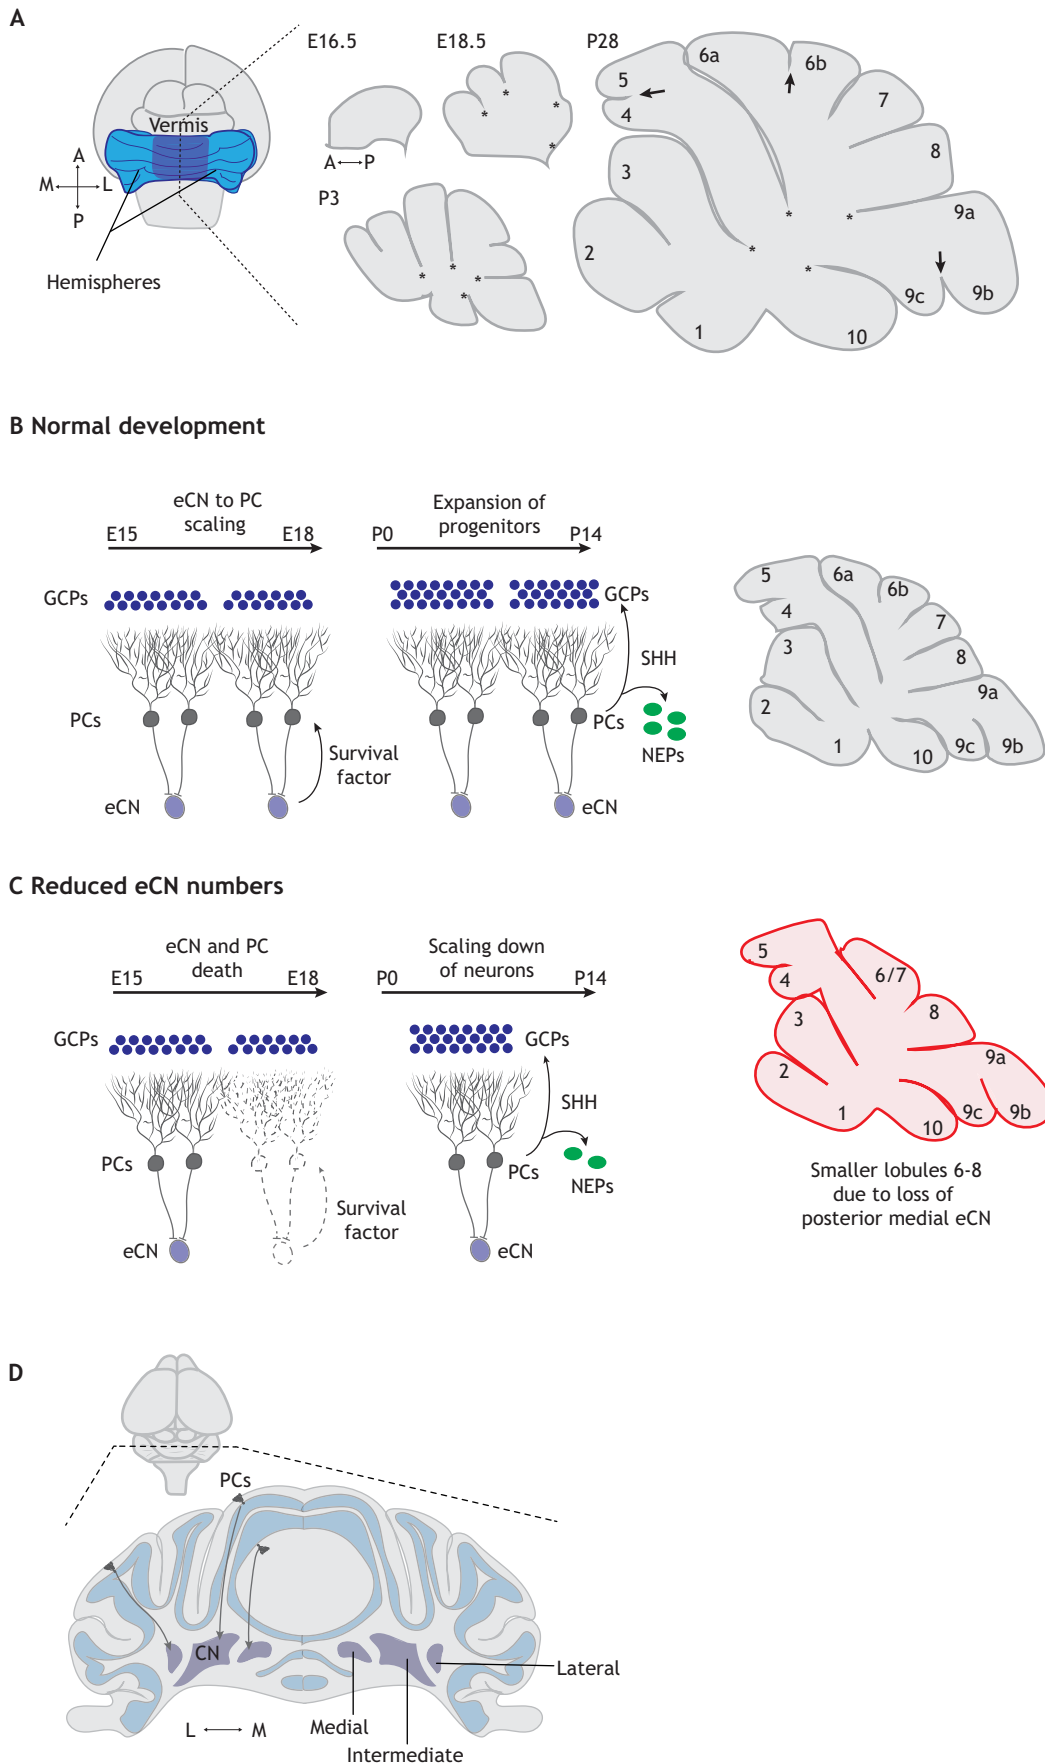 A
E16.5
E18.5
P28
Vermis
A
M
L
P
Hemispheres
A
P
P3
*
*
*
*
*
*
*
*
*
*
*
*
1
2
3
4
5
6a
6b
7
8
9a
9b
9c
10
B Normal development
eCN to PC
scaling
E15
E18
Expansion of
progenitors
P0
P14
GCPs
GCPs
SHH
PCs
PCs
Survival
factor
NEPs
eCN
eCN
1
2
3
4
5
6a
6b
7
8
9a
9b
9c
10
C Reduced eCN numbers
eCN and PC
death
E15
E18
Scaling down
of neurons
P0
P14
GCPs
GCPs
SHH
PCs
PCs
NEPs
Survival
factor
eCN
eCN
1
2
3
4
5
6/7
8
9a
9b
9c
10
Smaller lobules 6-8
due to loss of
posterior medial eCN
D
PCs
CN
Lateral
L
M
Medial
Intermediate